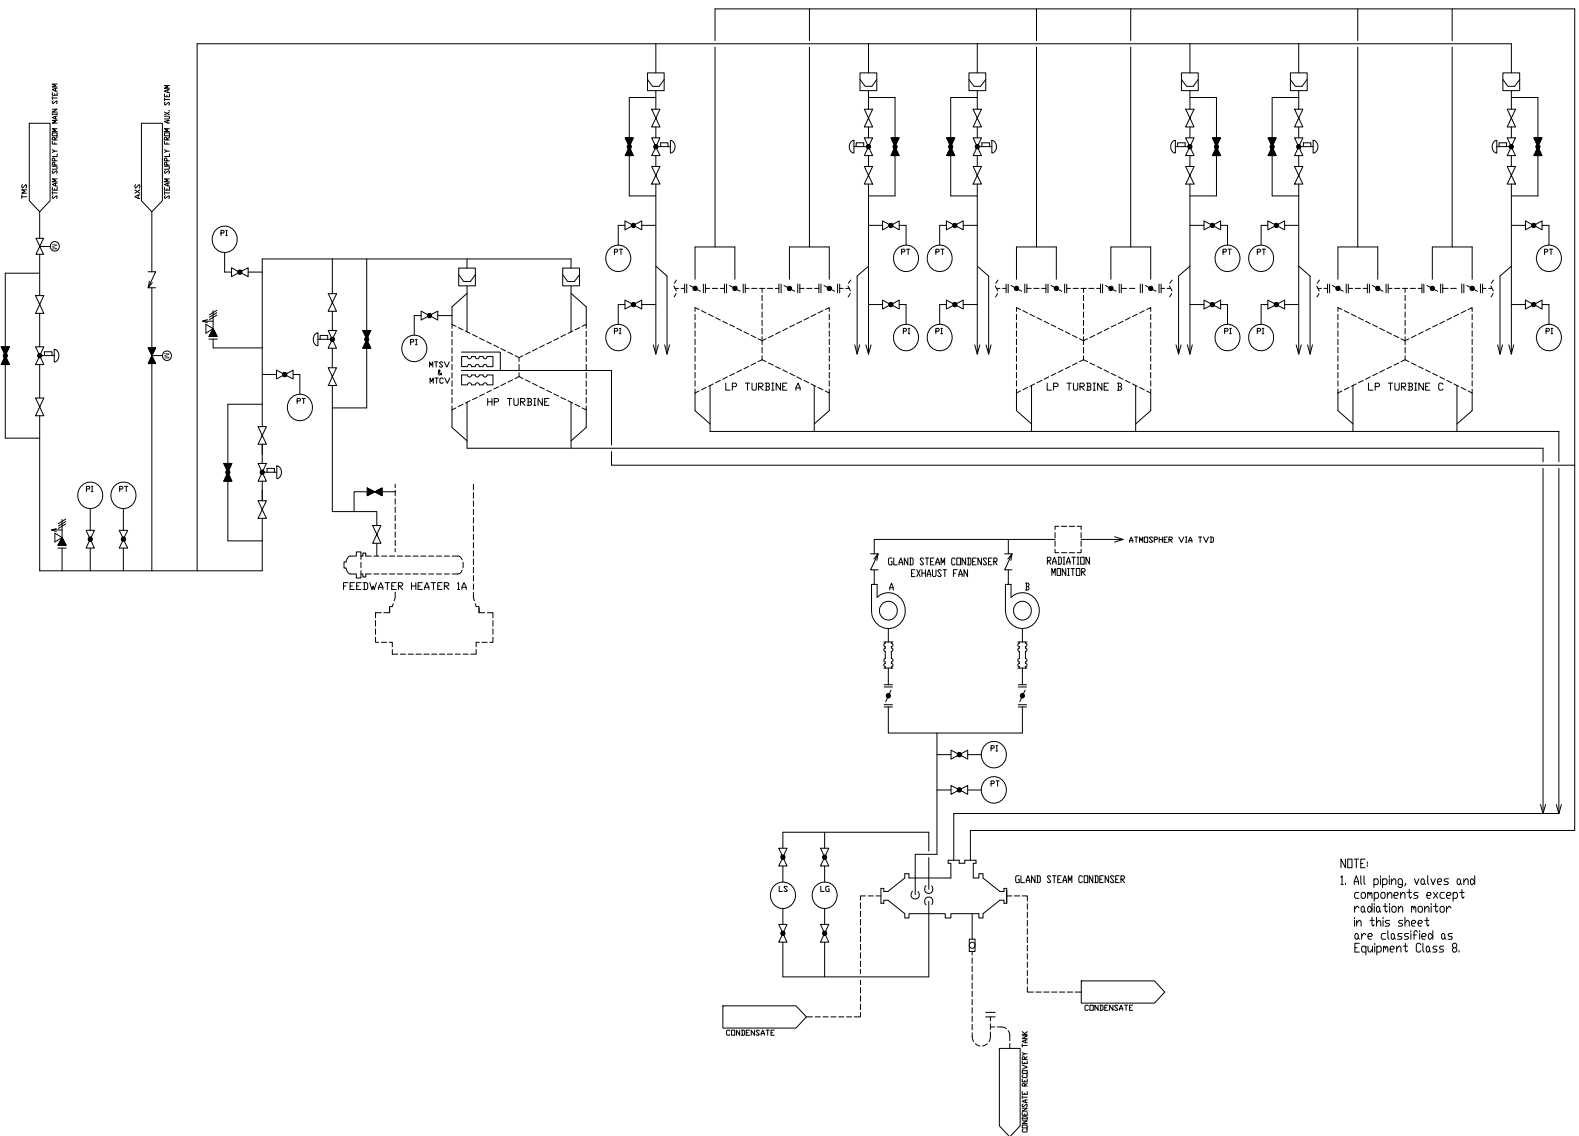 TMS
STEAM SUPPLY FROM MAIN STEAM
AXS
STEAM SUPPLY FROM AUX. STEAM
M
M
PI
PT
PI
PT
PI
MTSV
&
MTCV
HP TURBINE
PT
PI
PT
PI
PT
PI
PT
PI
PT
PI
PT
PI
LP TURBINE A
LP TURBINE B
LP TURBINE C
PI
PT
FEEDWATER HEATER 1A
GLAND STEAM CONDENSER
EXHAUST FAN
A
B
RADIATION
MONITOR
ATMOSPHER VIA TVD
PI
PT
LS
LG
GLAND STEAM CONDENSER
CONDENSATE
CONDENSATE
CONDENSATE RECOVERY TANK
NOTE:
1. All piping, valves and
components except
radiation monitor
in this sheet
are classified as
Equipment Class 8.